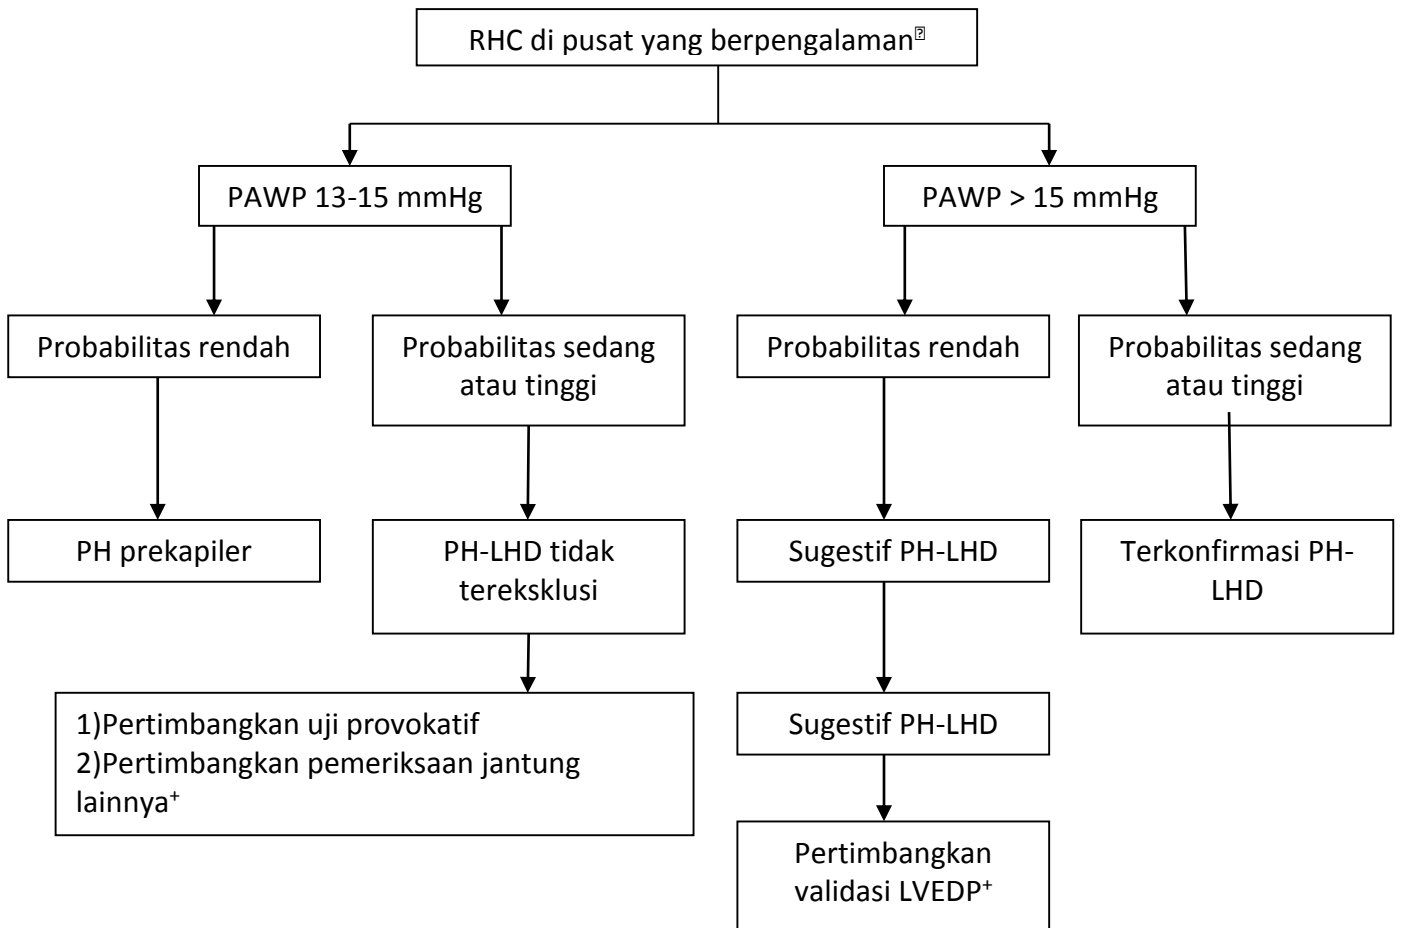 RHC di pusat yang berpengalaman
PAWP 13-15 mmHg
PAWP > 15 mmHg
Probabilitas rendah
Probabilitas sedang
atau tinggi
Probabilitas rendah
Probabilitas sedang
atau tinggi
PH prekapiler
PH-LHD tidak
tereksklusi
Sugestif PH-LHD
Terkonfirmasi PH-
LHD
1)Pertimbangkan uji provokatif
2)Pertimbangkan pemeriksaan jantung
lainnya⁺
Sugestif PH-LHD
Pertimbangkan
validasi LVEDP⁺